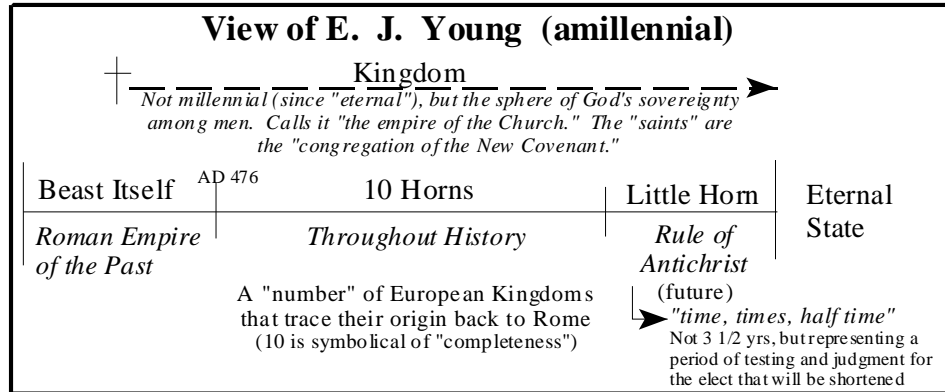 View of E. J. Young (amillennial)
Kingdom
Not millennial (since "eternal"), but the sphere of God's sovereignty
among men. Calls it "the empire of the Church." The "saints" are
the "congregation of the New Covenant."
Beast Itself
AD 476
10 Horns
Little Horn
Eternal
State
Roman Empire
of the Past
Throughout History
Rule of
Antichrist
(future)
A "number" of European Kingdoms
that trace their origin back to Rome
(10 is symbolical of "completeness")
"time, times, half time"
Not 3 1/2 yrs, but representing a
period of testing and judgment for
the elect that will be shortened